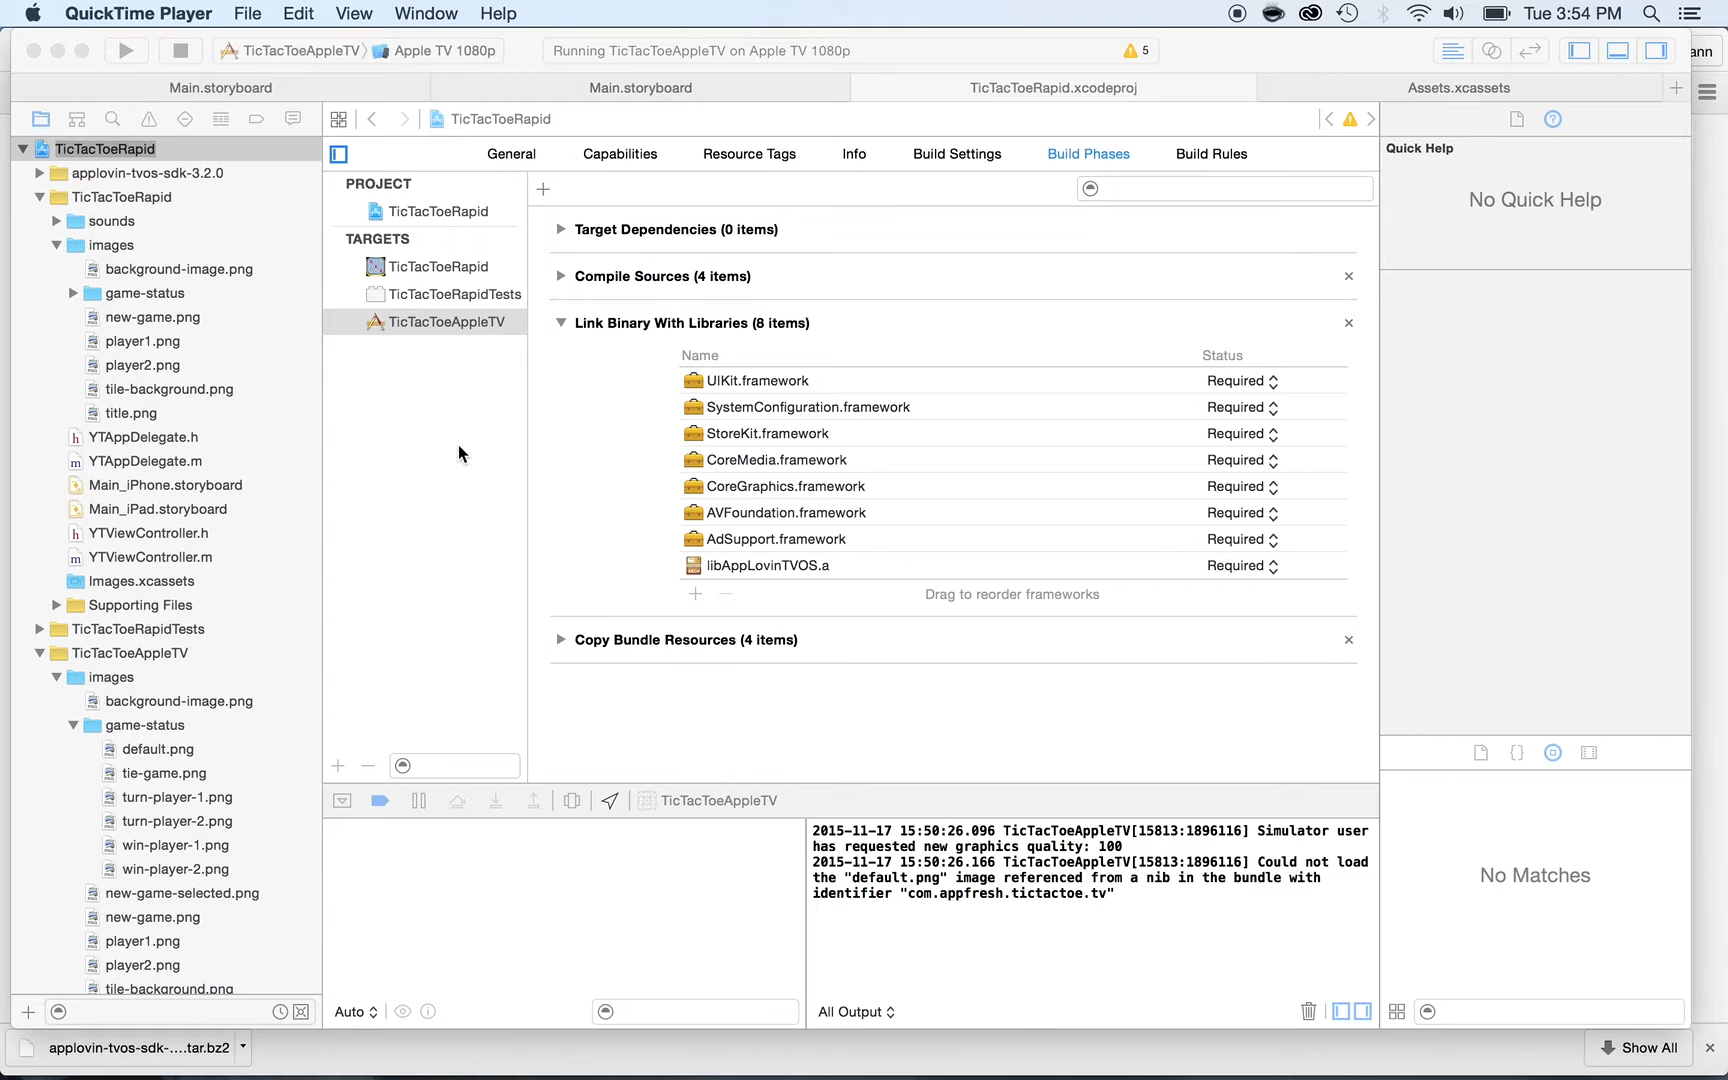 QuickTime Player File Edit View Window Help Tue 3:54 PM
TicTacToeAppleTV Apple TV 1080p Running TicTacToeAppleTV on Apple TV 1080p 5 ann
Main.storyboard Main.storyboard TicTacToeRapid.xcodeproj Assets.xcassets
TicTacToeRapid
General Capabilities Resource Tags Info Build Settings Build Phases Build Rules
Quick Help
No Quick Help
TicTacToeRapid
applovin-tvos-sdk-3.2.0
TicTacToeRapid
sounds
images
background-image.png
game-status
new-game.png
player1.png
player2.png
tile-background.png
title.png
YTAppDelegate.h
YTAppDelegate.m
Main_iPhone.storyboard
Main_iPad.storyboard
YTViewController.h
YTViewController.m
Images.xcassets
Supporting Files
TicTacToeRapidTests
TicTacToeAppleTV
images
background-image.png
game-status
default.png
tie-game.png
turn-player-1.png
turn-player-2.png
win-player-1.png
win-player-2.png
new-game-selected.png
new-game.png
player1.png
player2.png
tile-background.png
PROJECT
TicTacToeRapid
TARGETS
TicTacToeRapid
TicTacToeRapidTests
TicTacToeAppleTV
Target Dependencies (0 items)
Compile Sources (4 items)
Link Binary With Libraries (8 items)
Name Status
UIKit.framework Required
SystemConfiguration.framework Required
StoreKit.framework Required
CoreMedia.framework Required
CoreGraphics.framework Required
AVFoundation.framework Required
AdSupport.framework Required
libAppLovinTVOS.a Required
Drag to reorder frameworks
Copy Bundle Resources (4 items)
TicTacToeAppleTV
2015-11-17 15:50:26.096 TicTacToeAppleTV[15813:1896116] Simulator user
has requested new graphics quality: 100
2015-11-17 15:50:26.166 TicTacToeAppleTV[15813:1896116] Could not load
the "default.png" image referenced from a nib in the bundle with
identifier "com.appfresh.tictactoe.tv"
No Matches
Auto All Output
applovin-tvos-sdk-....tar.bz2 Show All